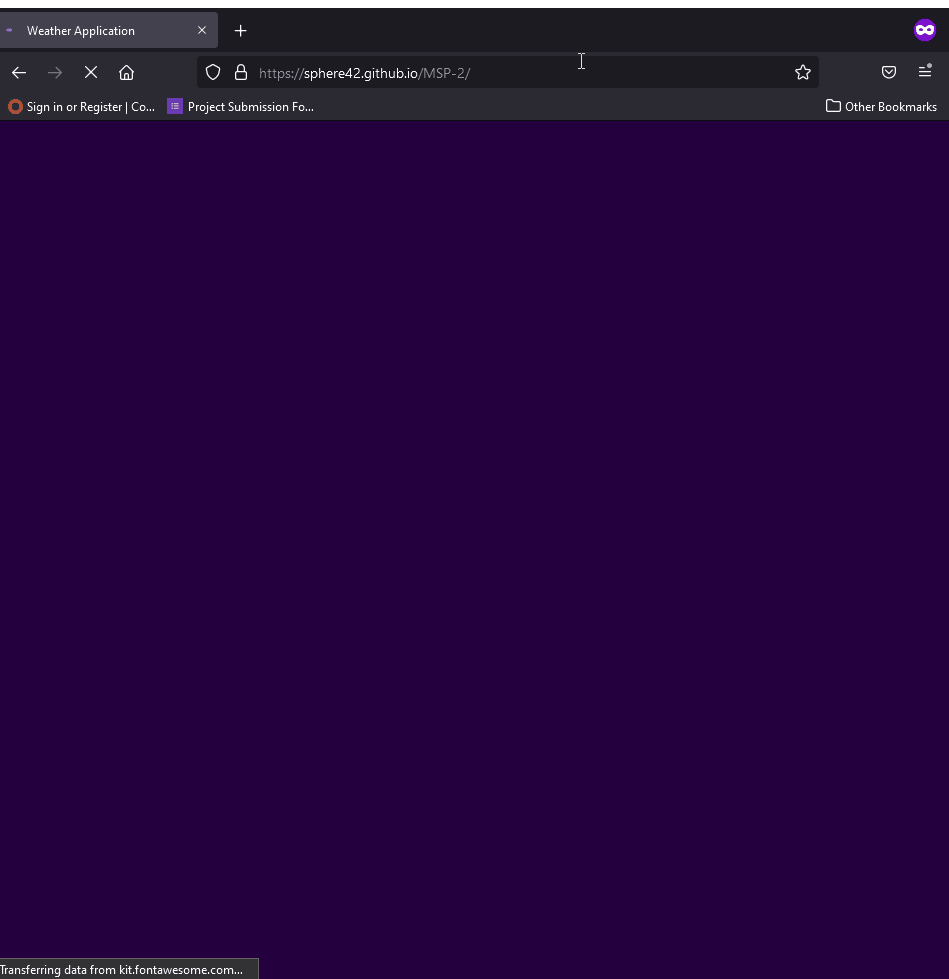 Weather Application
https://sphere42.github.io/MSP-2/
Sign in or Register | Co...
Project Submission Fo...
Other Bookmarks
Transferring data from kit.fontawesome.com...